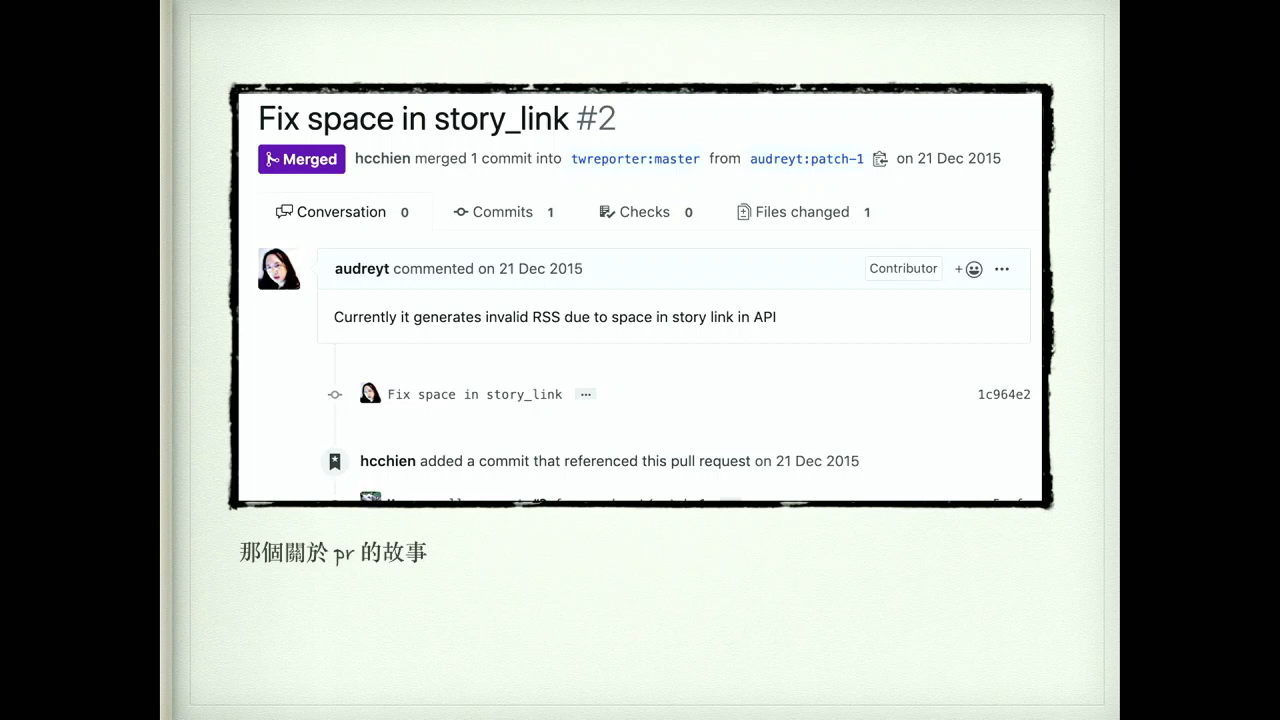 Fix space in story_link #2
Merged hcchien merged 1 commit into twreporter:master from audreyt:patch-1 on 21 Dec 2015
Conversation 0 Commits 1 Checks 0 Files changed 1
audreyt commented on 21 Dec 2015 Contributor + ...
Currently it generates invalid RSS due to space in story link in API
Fix space in story_link ... 1c964e2
hcchien added a commit that referenced this pull request on 21 Dec 2015
那個關於 pr 的故事